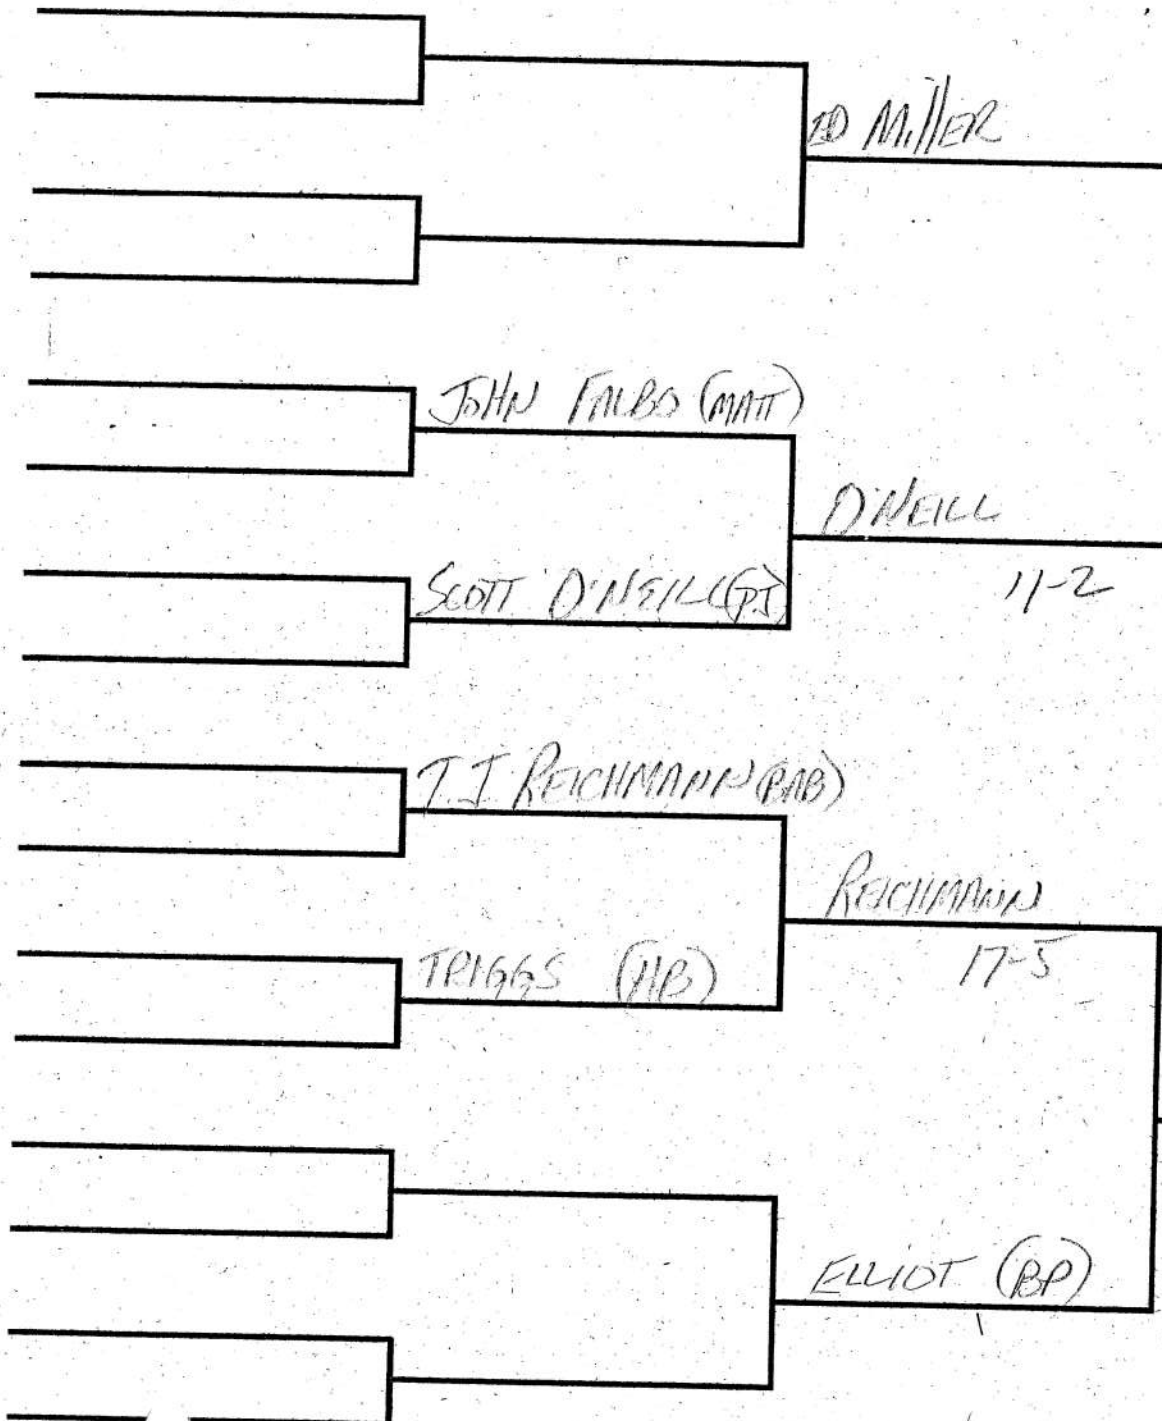 ED MillER
JOHN FALBO (MATT)
O'NEILL
SCOTT O'NEILL (PJ)
11-2
T.J. REICHMANN (BAB)
REICHMANN
17-5
TRIGGS (HB)
ELLIOT (BP)